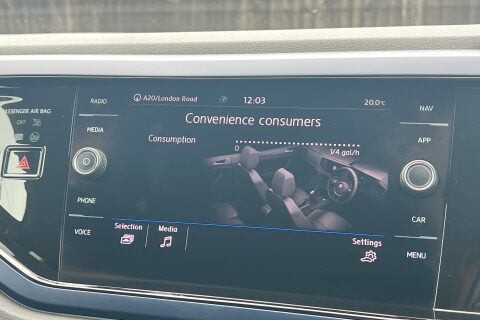 PASSENGER AIR BAG
OFF
RADIO
MEDIA
PHONE
VOICE
A20/London Road
12:03
20.0°C
Convenience consumers
Consumption
0
1/4 gal/h
Selection
Media
Settings
NAV
APP
CAR
MENU